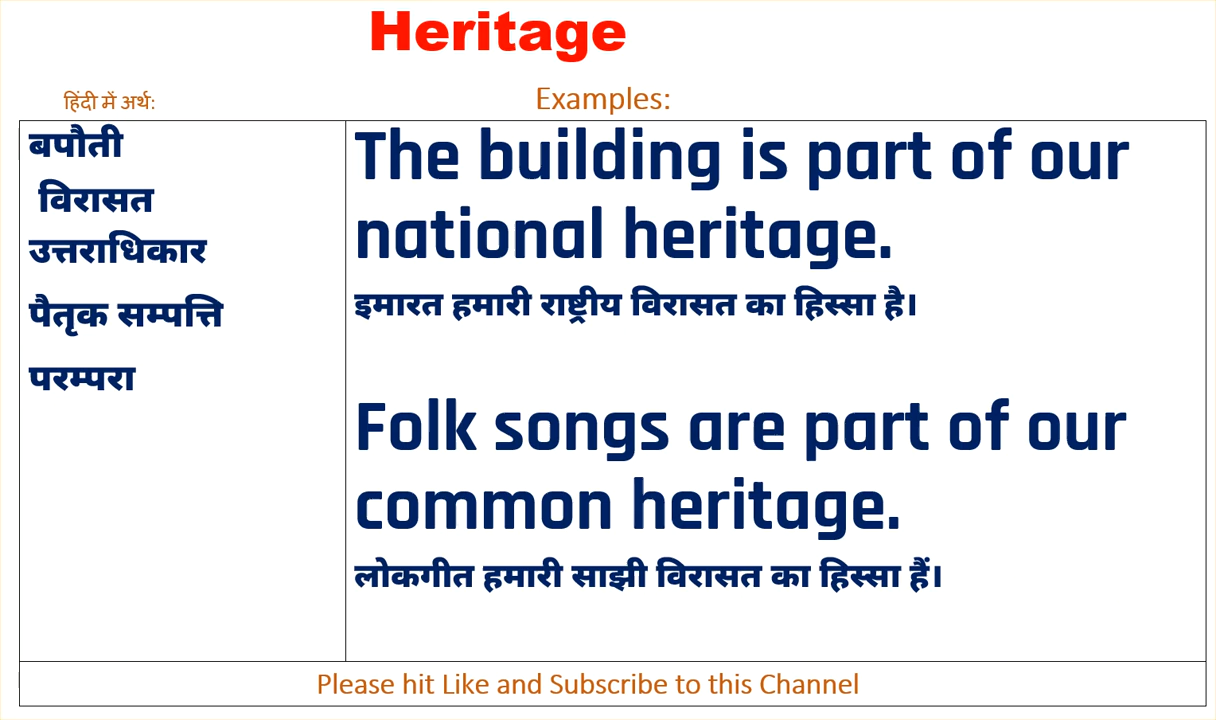 Heritage
हिंदी में अर्थ:
Examples:
बपौती
विरासत
उत्तराधिकार
पैतृक सम्पत्ति
परम्परा
The building is part of our
national heritage.
इमारत हमारी राष्ट्रीय विरासत का हिस्सा है।
Folk songs are part of our
common heritage.
लोकगीत हमारी साझी विरासत का हिस्सा हैं।
Please hit Like and Subscribe to this Channel